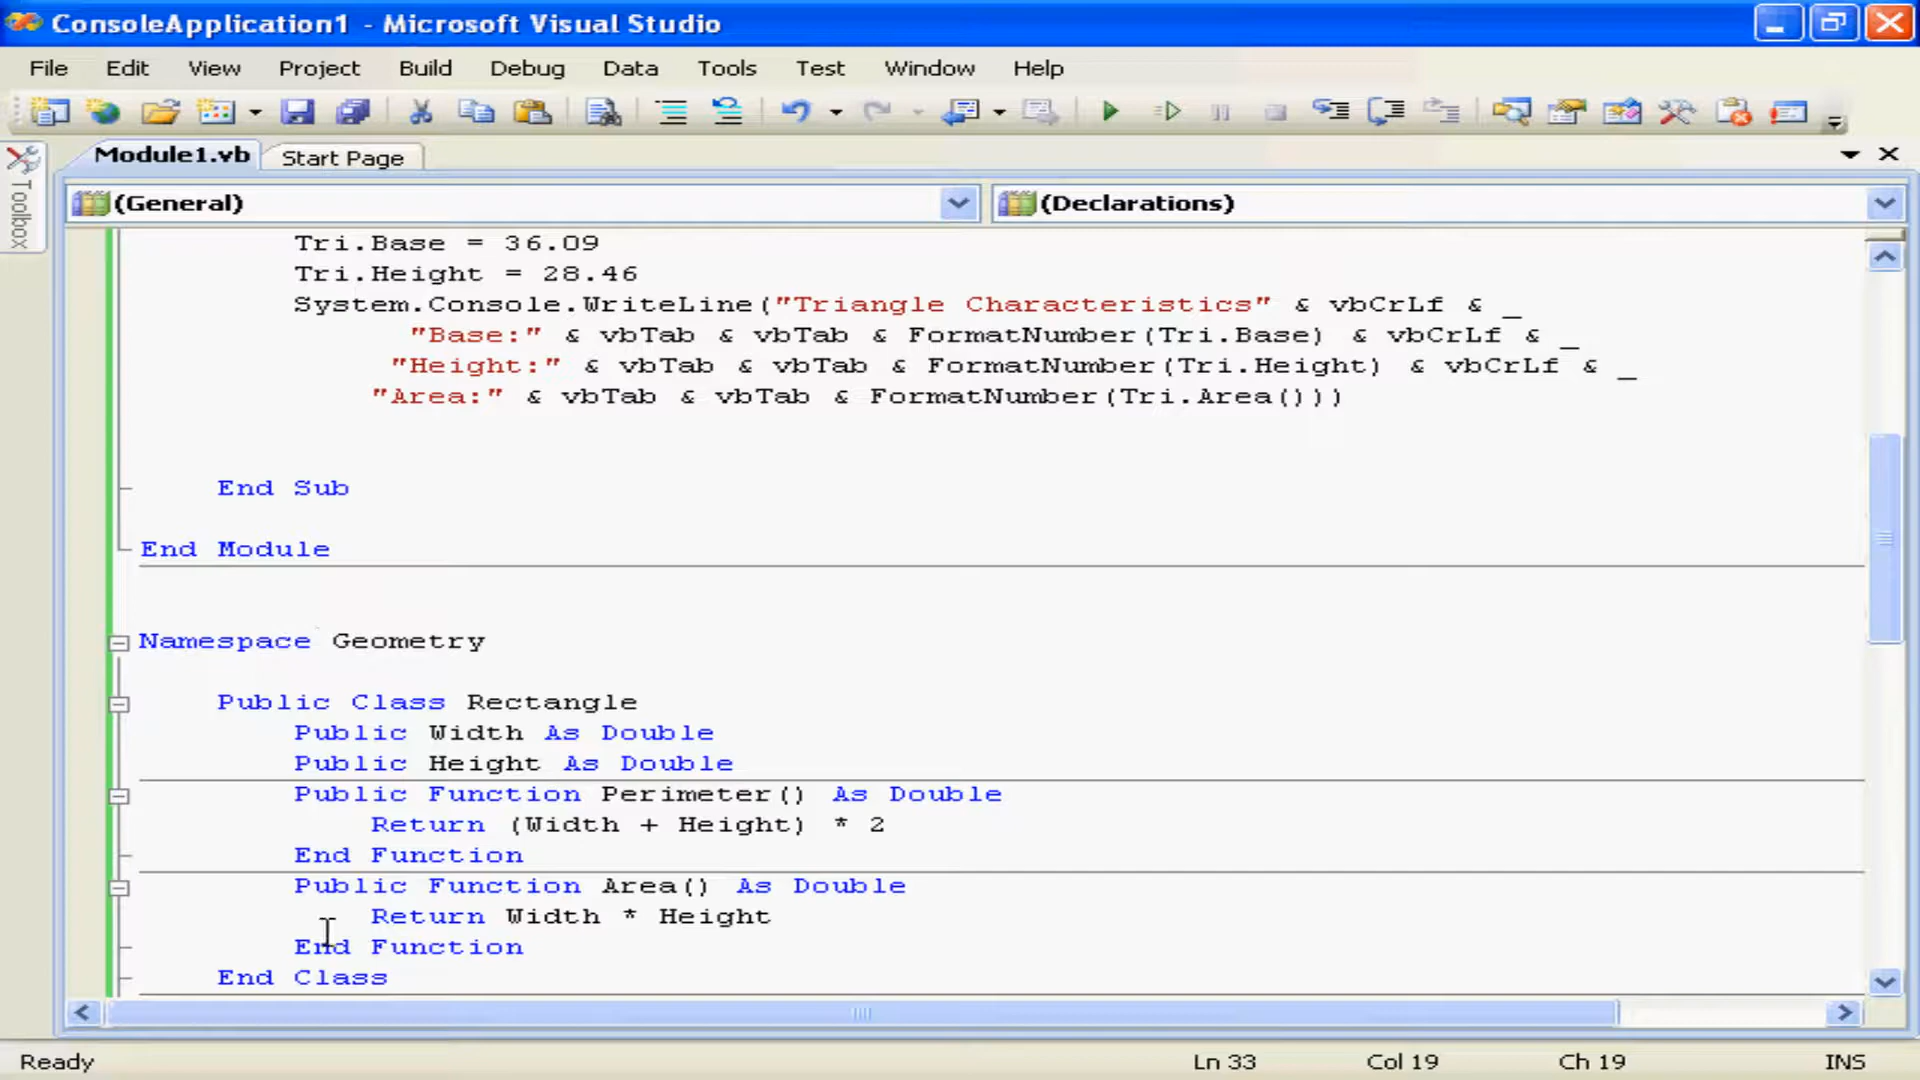 ConsoleApplication1 - Microsoft Visual Studio
File Edit View Project Build Debug Data Tools Test Window Help
Module1.vb Start Page
Toolbox
(General) (Declarations)
Tri.Base = 36.09
Tri.Height = 28.46
System.Console.WriteLine("Triangle Characteristics" & vbCrLf & _
"Base:" & vbTab & vbTab & FormatNumber(Tri.Base) & vbCrLf & _
"Height:" & vbTab & vbTab & FormatNumber(Tri.Height) & vbCrLf & _
"Area:" & vbTab & vbTab & FormatNumber(Tri.Area()))
End Sub
End Module
Namespace Geometry
Public Class Rectangle
Public Width As Double
Public Height As Double
Public Function Perimeter() As Double
Return (Width + Height) * 2
End Function
Public Function Area() As Double
Return Width * Height
End Function
End Class
Ready Ln 33 Col 19 Ch 19 INS